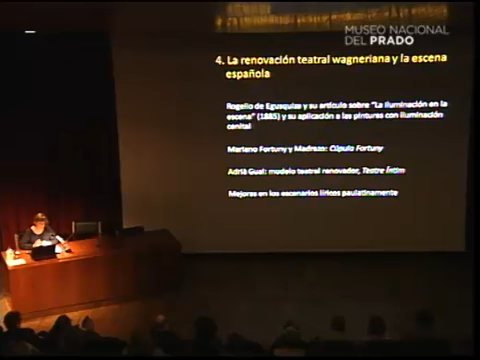 MUSEO NACIONAL
DEL PRADO
4. La renovación teatral wagneriana y la escena
española
Rogelio de Egusquiza y su artículo sobre "La iluminación en la
escena" (1885) y su aplicación a las pinturas con iluminación
cenital
Mariano Fortuny y Madrazo: Cúpula Fortuny
Adrià Gual: modelo teatral renovador, Teatre Íntim
Mejoras en los escenarios líricos paulatinamente